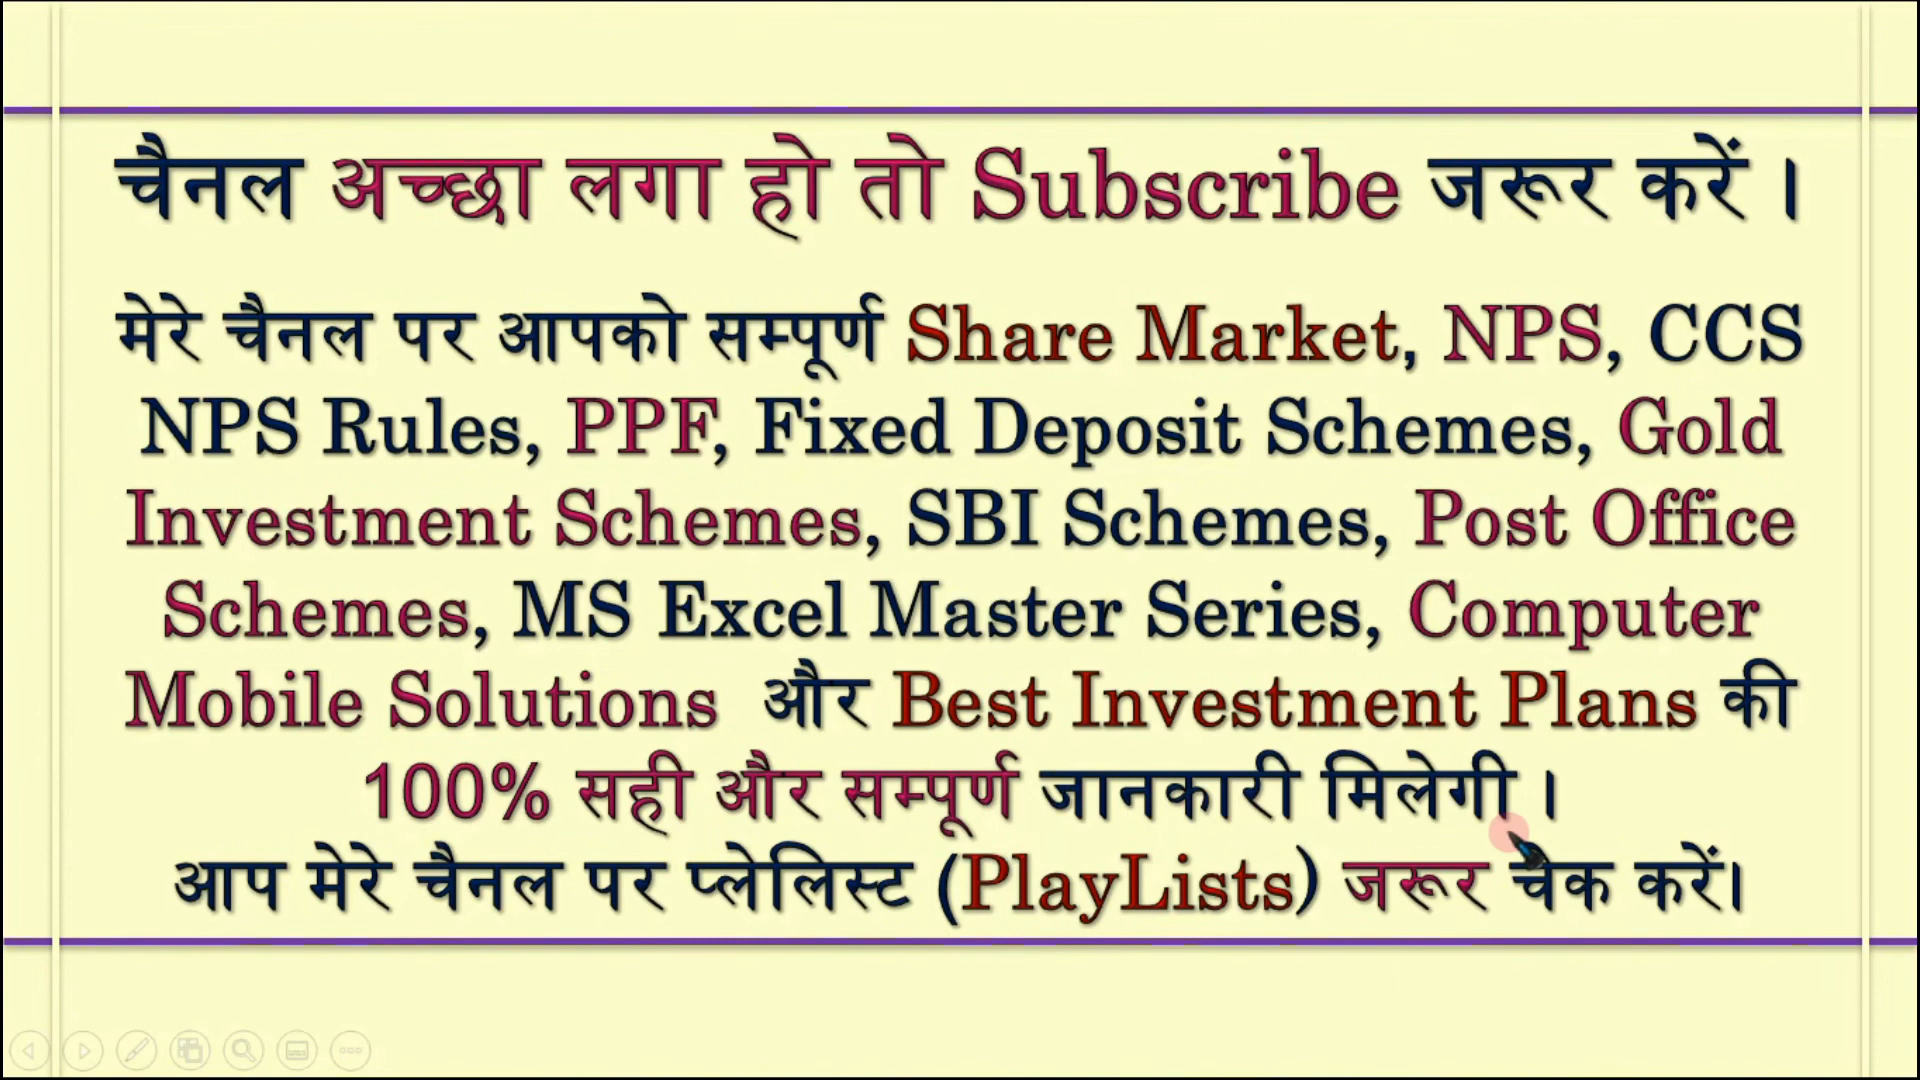 चैनल अच्छा लगा हो तो Subscribe जरूर करें ।
मेरे चैनल पर आपको सम्पूर्ण Share Market, NPS, CCS
NPS Rules, PPF, Fixed Deposit Schemes, Gold
Investment Schemes, SBI Schemes, Post Office
Schemes, MS Excel Master Series, Computer
Mobile Solutions और Best Investment Plans की
100% सही और सम्पूर्ण जानकारी मिलेगी ।
आप मेरे चैनल पर प्लेलिस्ट (PlayLists) जरूर चेक करें।